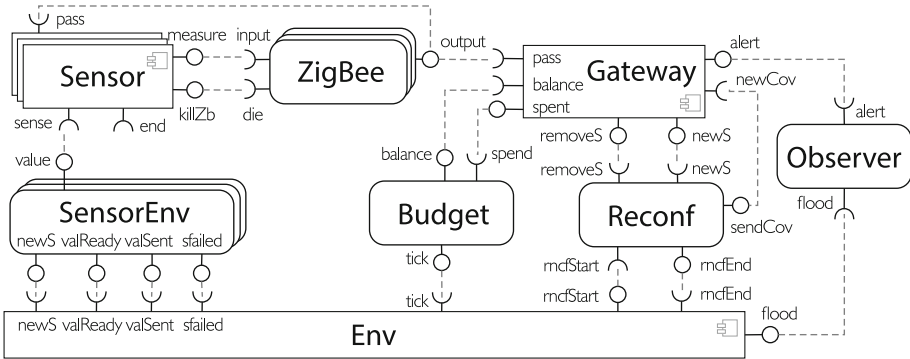 pass
measure
input
output
alert
Sensor
ZigBee
pass
Gateway
newCov
balance
killZb
die
spent
sense
end
removeS
newS
alert
value
balance
spend
removeS
newS
Observer
SensorEnv
Budget
Reconf
flood
newS valReady valSent sfailed
sendCov
tick
rncfStart
rncfEnd
newS valReady valSent sfailed
tick
rncfStart
rncfEnd
flood
Env